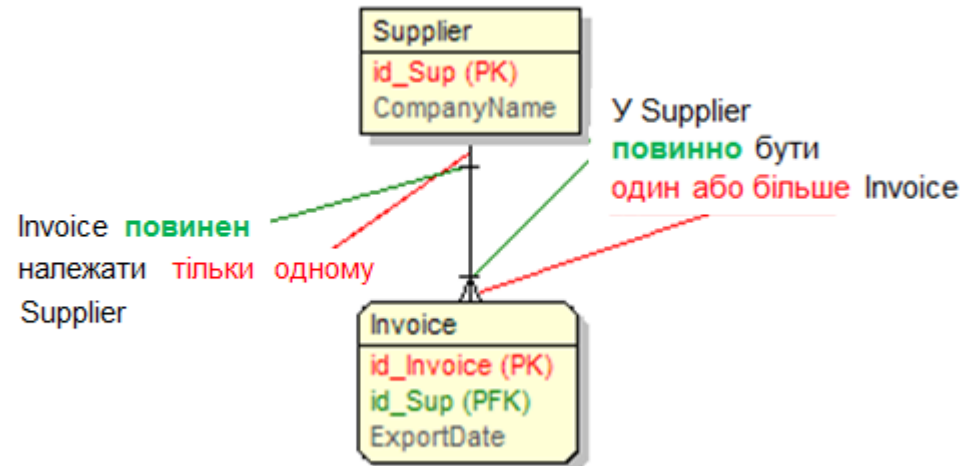 Supplier
id_Sup (PK)
CompanyName
У Supplier
повинно бути
один або більше Invoice
Invoice повинен
належати тільки одному
Supplier
Invoice
id_Invoice (PK)
id_Sup (PFK)
ExportDate